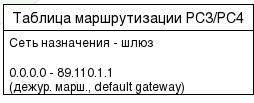 Таблица маршрутизации PC3/PC4
Сеть назначения - шлюз
0.0.0.0 - 89.110.1.1
(дежур. марш., default gateway)